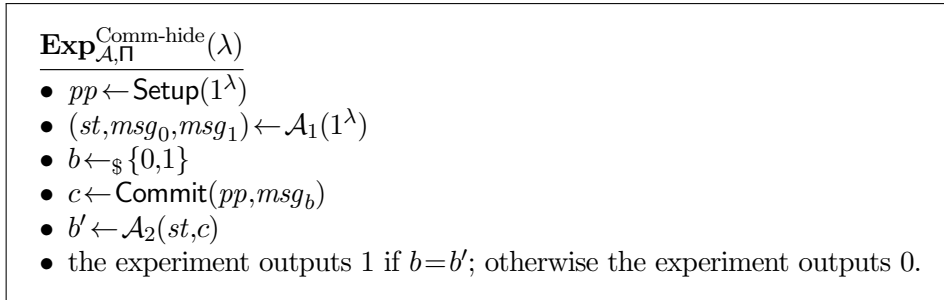 Exp^{Comm-hide}_{𝒜,Π}(λ)
• pp ← Setup(1^λ)
• (st, msg_0, msg_1) ← 𝒜_1(1^λ)
• b ←_$ {0,1}
• c ← Commit(pp, msg_b)
• b′ ← 𝒜_2(st, c)
• the experiment outputs 1 if b = b′; otherwise the experiment outputs 0.